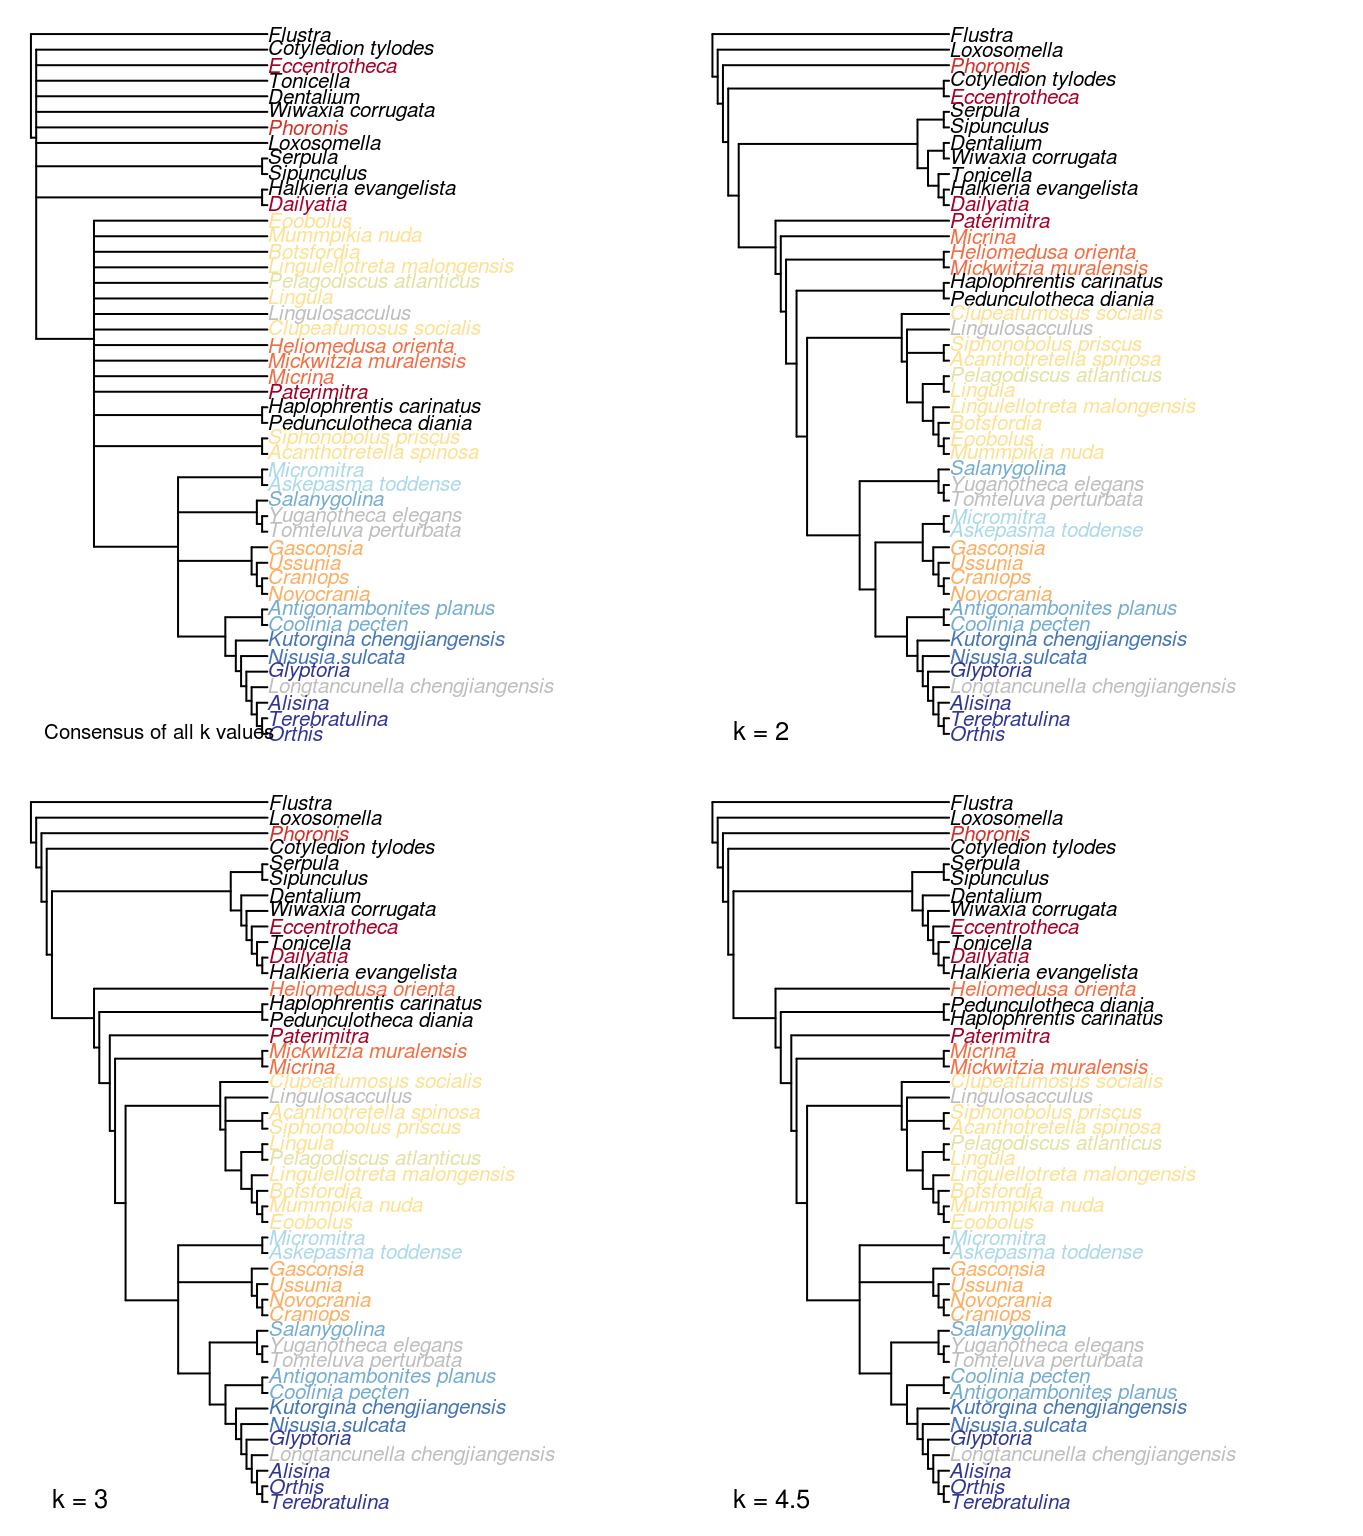 Flustra
Cotyledion tylodes
Eccentrotheca
Tonicella
Dentalium
Wiwaxia corrugata
Phoronis
Loxosomella
Serpula
Sipunculus
Halkieria evangelista
Dailyatia
Eoobolus
Mummpikia nuda
Botsfordia
Lingulellotreta malongensis
Pelagodiscus atlanticus
Lingula
Lingulosacculus
Clupeafumosus socialis
Heliomedusa orienta
Mickwitzia muralensis
Micrina
Paterimitra
Haplophrentis carinatus
Pedunculotheca diania
Siphonobolus priscus
Acanthotretella spinosa
Micromitra
Askepasma toddense
Salanygolina
Yuganotheca elegans
Tomteluva perturbata
Gasconsia
Ussunia
Craniops
Novocrania
Antigonambonites planus
Coolinia pecten
Kutorgina chengjiangensis
Nisusia sulcata
Glyptoria
Longtancunella chengjiangensis
Alisina
Terebratulina
Orthis
Consensus of all k values
Flustra
Loxosomella
Phoronis
Cotyledion tylodes
Eccentrotheca
Serpula
Sipunculus
Dentalium
Wiwaxia corrugata
Tonicella
Halkieria evangelista
Dailyatia
Paterimitra
Micrina
Heliomedusa orienta
Mickwitzia muralensis
Haplophrentis carinatus
Pedunculotheca diania
Clupeafumosus socialis
Lingulosacculus
Siphonobolus priscus
Acanthotretella spinosa
Pelagodiscus atlanticus
Lingula
Lingulellotreta malongensis
Botsfordia
Eoobolus
Mummpikia nuda
Salanygolina
Yuganotheca elegans
Tomteluva perturbata
Micromitra
Askepasma toddense
Gasconsia
Ussunia
Craniops
Novocrania
Antigonambonites planus
Coolinia pecten
Kutorgina chengjiangensis
Nisusia sulcata
Glyptoria
Longtancunella chengjiangensis
Alisina
Terebratulina
Orthis
k = 2
Flustra
Loxosomella
Phoronis
Cotyledion tylodes
Serpula
Sipunculus
Dentalium
Wiwaxia corrugata
Eccentrotheca
Tonicella
Dailyatia
Halkieria evangelista
Heliomedusa orienta
Haplophrentis carinatus
Pedunculotheca diania
Paterimitra
Mickwitzia muralensis
Micrina
Clupeafumosus socialis
Lingulosacculus
Acanthotretella spinosa
Siphonobolus priscus
Lingula
Pelagodiscus atlanticus
Lingulellotreta malongensis
Botsfordia
Mummpikia nuda
Eoobolus
Micromitra
Askepasma toddense
Gasconsia
Ussunia
Novocrania
Craniops
Salanygolina
Yuganotheca elegans
Tomteluva perturbata
Antigonambonites planus
Coolinia pecten
Kutorgina chengjiangensis
Nisusia sulcata
Glyptoria
Longtancunella chengjiangensis
Alisina
Orthis
Terebratulina
k = 3
Flustra
Loxosomella
Phoronis
Cotyledion tylodes
Serpula
Sipunculus
Dentalium
Wiwaxia corrugata
Eccentrotheca
Tonicella
Dailyatia
Halkieria evangelista
Heliomedusa orienta
Pedunculotheca diania
Haplophrentis carinatus
Paterimitra
Micrina
Mickwitzia muralensis
Clupeafumosus socialis
Lingulosacculus
Siphonobolus priscus
Acanthotretella spinosa
Pelagodiscus atlanticus
Lingula
Lingulellotreta malongensis
Botsfordia
Mummpikia nuda
Eoobolus
Micromitra
Askepasma toddense
Gasconsia
Ussunia
Novocrania
Craniops
Salanygolina
Yuganotheca elegans
Tomteluva perturbata
Coolinia pecten
Antigonambonites planus
Kutorgina chengjiangensis
Nisusia sulcata
Glyptoria
Longtancunella chengjiangensis
Alisina
Orthis
Terebratulina
k = 4.5